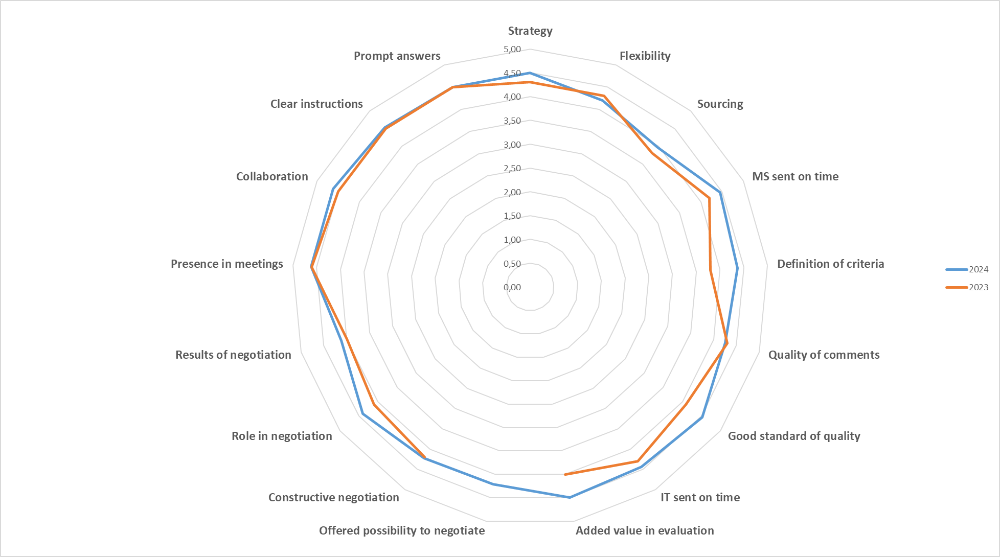 Strategy
5,00
Prompt answers
Flexibility
4,50
4,00
Clear instructions
Sourcing
3,50
3,00
2,50
Collaboration
MS sent on time
2,00
1,50
1,00
Presence in meetings
0,50
Definition of criteria
2024
0,00
2023
Results of negotiation
Quality of comments
Role in negotiation
Good standard of quality
Constructive negotiation
IT sent on time
Offered possibility to negotiate
Added value in evaluation